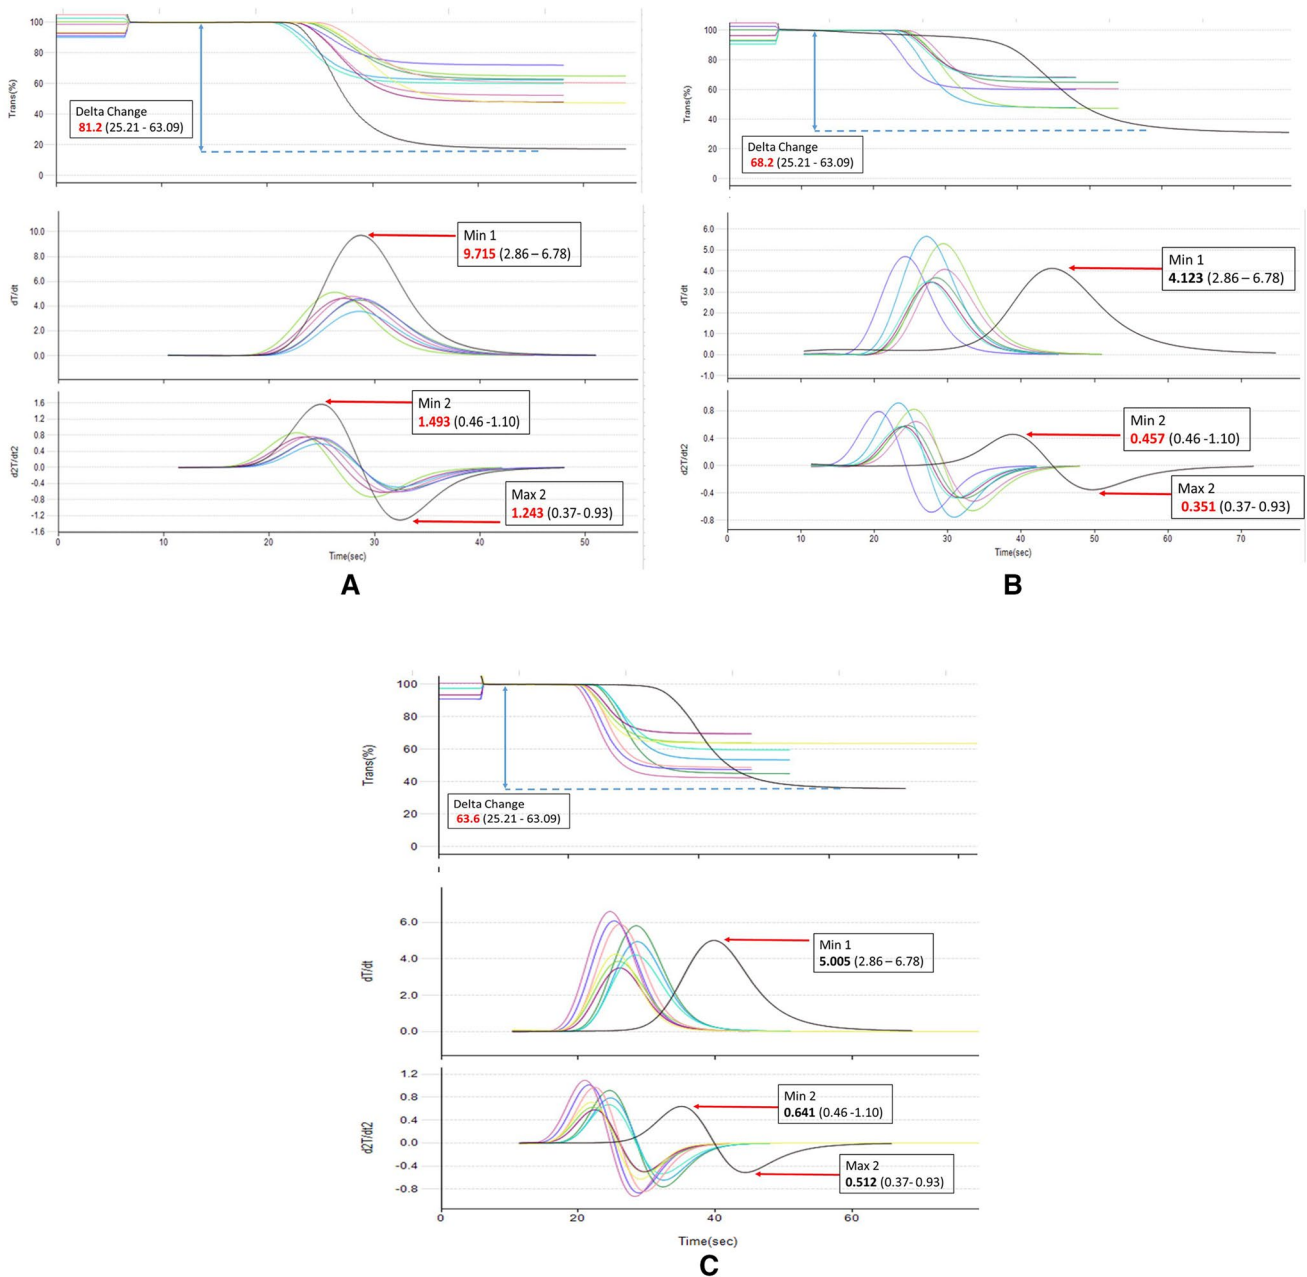 100
80
60
40
20
0
Trans(%)
Delta Change
81.2 (25.21 - 63.09)
10.0
8.0
6.0
4.0
2.0
0.0
dT/dt
Min 1
9.715 (2.86 – 6.78)
1.6
1.2
0.8
0.4
0.0
-0.4
-0.8
-1.2
-1.6
d2T/dt2
Min 2
1.493 (0.46 -1.10)
Max 2
1.243 (0.37- 0.93)
0 10 20 30 40 50
Time(sec)
A
100
80
60
40
20
0
Trans(%)
Delta Change
68.2 (25.21 - 63.09)
6.0
5.0
4.0
3.0
2.0
1.0
0.0
-1.0
dT/dt
Min 1
4.123 (2.86 – 6.78)
0.8
0.4
0.0
-0.4
-0.8
d2T/dt2
Min 2
0.457 (0.46 -1.10)
Max 2
0.351 (0.37- 0.93)
0 10 20 30 40 50 60 70
Time(sec)
B
100
80
60
40
20
0
Trans(%)
Delta Change
63.6 (25.21 - 63.09)
6.0
4.0
2.0
0.0
dT/dt
Min 1
5.005 (2.86 – 6.78)
1.2
0.8
0.4
0.0
-0.4
-0.8
d2T/dt2
Min 2
0.641 (0.46 -1.10)
Max 2
0.512 (0.37- 0.93)
0 20 40 60
Time(sec)
C